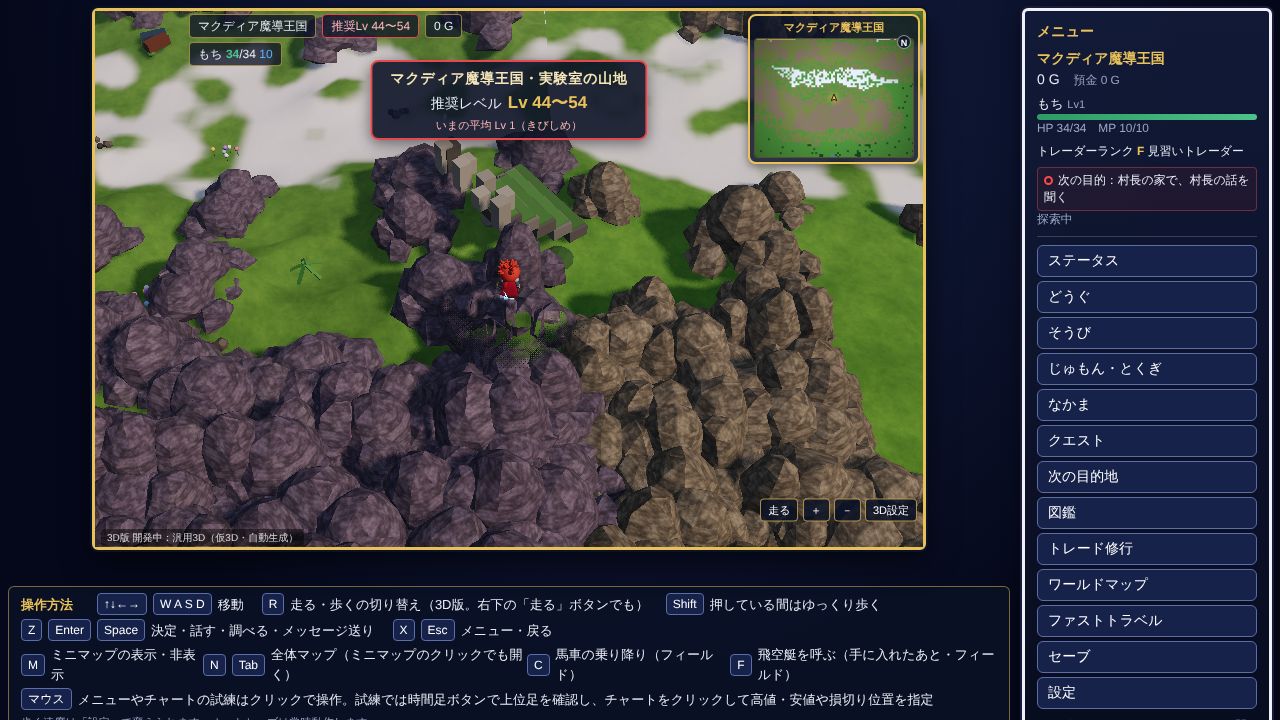 マクディア魔導王国 推奨Lv 44〜54 0 G
もち 34/34 10
マクディア魔導王国・実験室の山地
推奨レベル Lv 44〜54
いまの平均 Lv 1（きびしめ）
マクディア魔導王国
N
走る ＋ − 3D設定
3D版 開発中：汎用3D（仮3D・自動生成）
メニュー
マクディア魔導王国
0 G 預金 0 G
もち Lv1
HP 34/34 MP 10/10
トレーダーランク F 見習いトレーダー
次の目的：村長の家で、村長の話を
聞く
探索中
ステータス
どうぐ
そうび
じゅもん・とくぎ
なかま
クエスト
次の目的地
図鑑
トレード修行
ワールドマップ
ファストトラベル
セーブ
設定
操作方法 ↑↓←→ W A S D 移動 R 走る・歩くの切り替え（3D版。右下の「走る」ボタンでも） Shift 押している間はゆっくり歩く
Z Enter Space 決定・話す・調べる・メッセージ送り X Esc メニュー・戻る
M ミニマップの表示・非表示 N Tab 全体マップ（ミニマップのクリックでも開く） C 馬車の乗り降り（フィールド） F 飛空艇を呼ぶ（手に入れたあと・フィールド）
マウス メニューやチャートの試練はクリックで操作。試練では時間足ボタンで上位足を確認し、チャートをクリックして高値・安値や損切り位置を指定